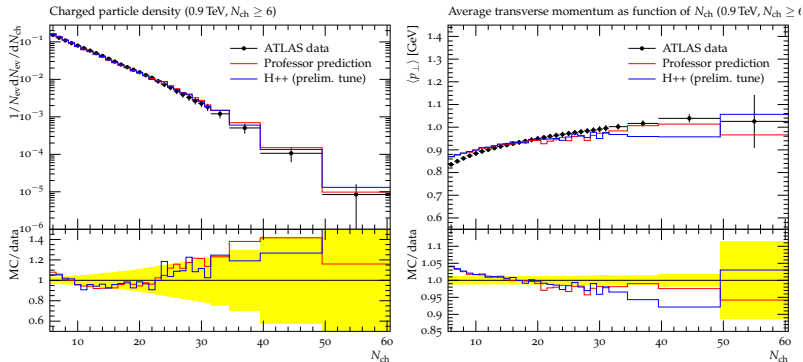 Charged particle density (0.9 TeV, Nch ≥ 6)
1/Nev dNev/dNch
ATLAS data
Professor prediction
H++ (prelim. tune)
10−1
10−2
10−3
10−4
10−5
10−6
MC/data
1.4
1.2
1
0.8
0.6
10 20 30 40 50 60
Nch
Average transverse momentum as function of Nch (0.9 TeV, Nch ≥ 6
⟨p⊥⟩ [GeV]
ATLAS data
Professor prediction
H++ (prelim. tune)
1.4
1.3
1.2
1.1
1.0
0.9
0.8
0.7
0.6
MC/data
1.1
1.05
1.00
0.95
0.9
0.85
10 20 30 40 50 60
Nch